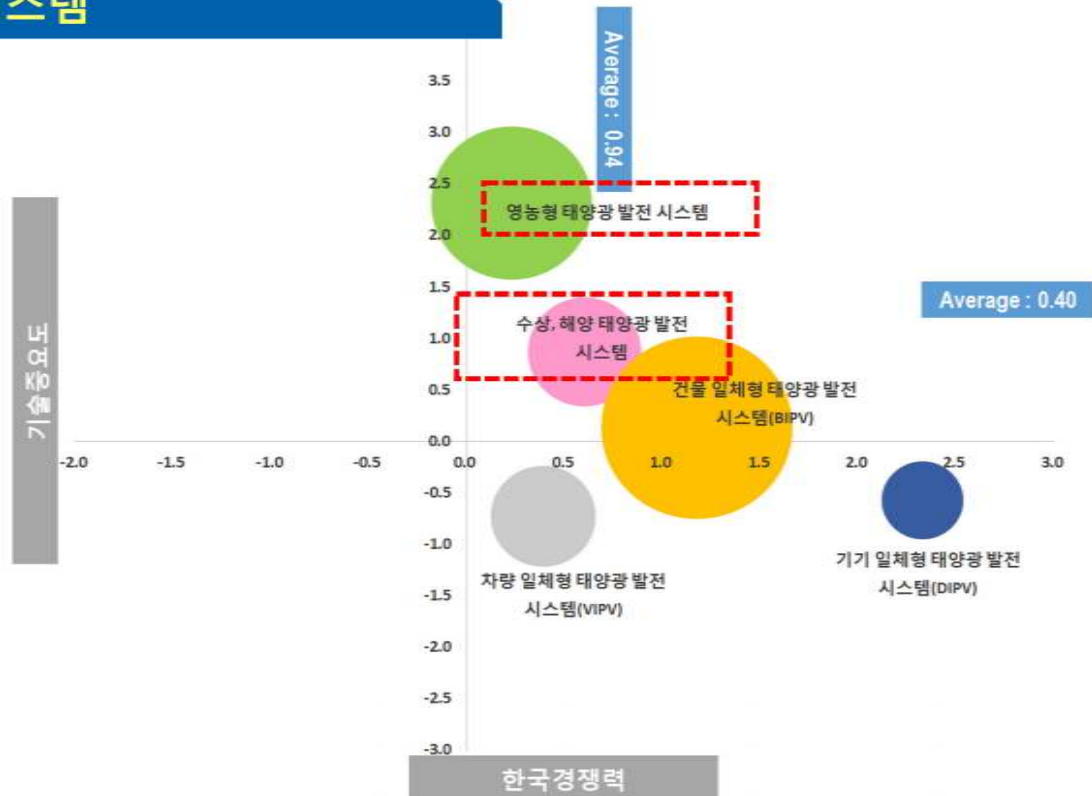 스템
Average : 0.94
3.5
3.0
2.5
영농형 태양광 발전 시스템
2.0
1.5
Average : 0.40
수상, 해양 태양광 발전
1.0
시스템
기술중요도
0.5
건물 일체형 태양광 발전
시스템(BIPV)
0.0
-2.0 -1.5 -1.0 -0.5 0.0 0.5 1.0 1.5 2.0 2.5 3.0
-0.5
-1.0
기기 일체형 태양광 발전
시스템(DIPV)
차량 일체형 태양광 발전
시스템(VIPV)
-1.5
-2.0
-2.5
-3.0
한국경쟁력